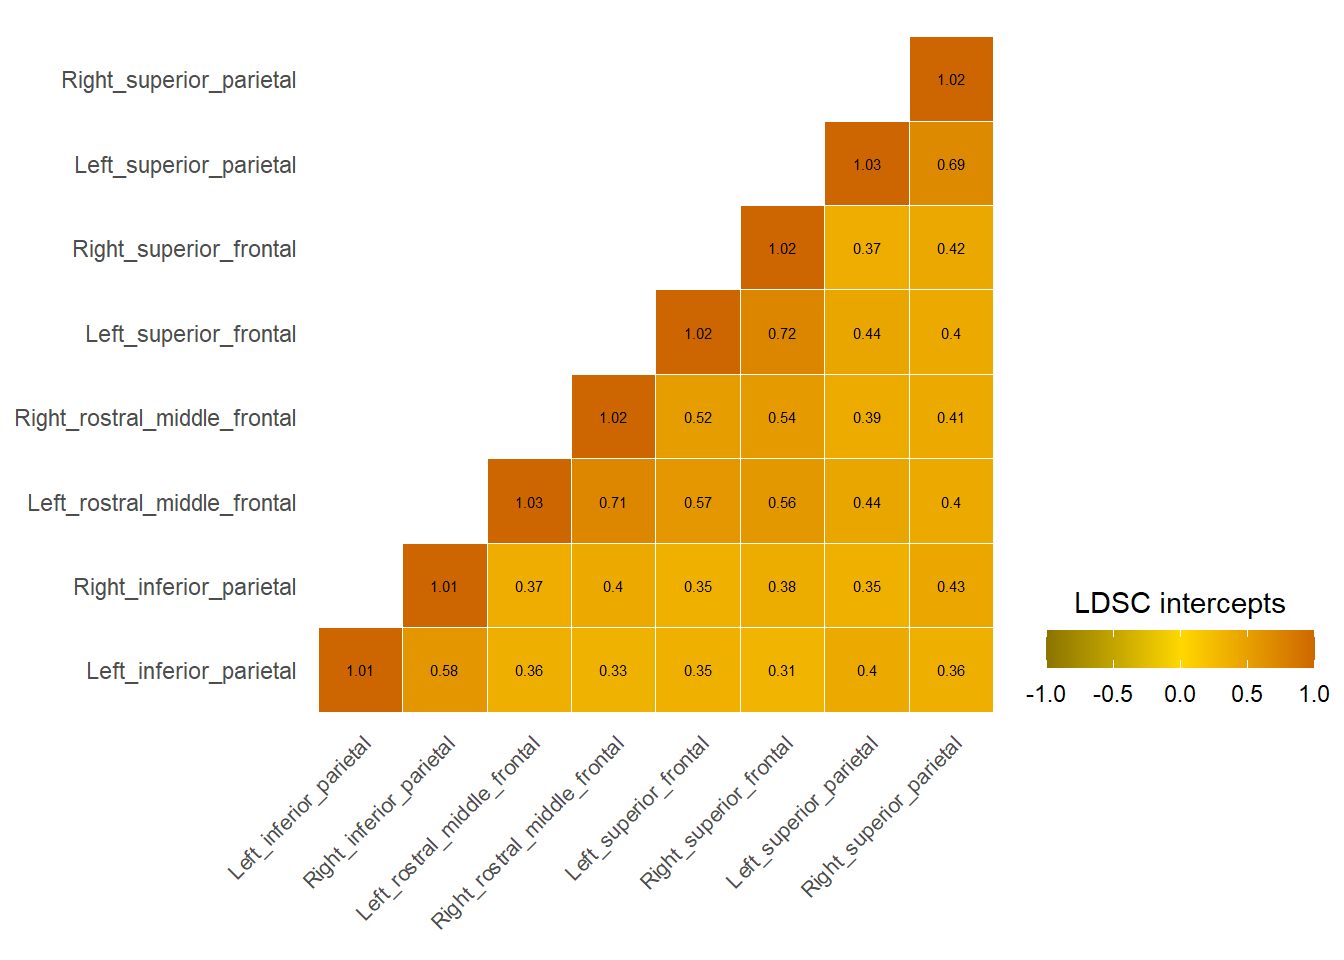 Right_superior_parietal
1.02
Left_superior_parietal
1.03 0.69
Right_superior_frontal
1.02 0.37 0.42
Left_superior_frontal
1.02 0.72 0.44 0.4
Right_rostral_middle_frontal
1.02 0.52 0.54 0.39 0.41
Left_rostral_middle_frontal
1.03 0.71 0.57 0.56 0.44 0.4
Right_inferior_parietal
1.01 0.37 0.4 0.35 0.38 0.35 0.43
Left_inferior_parietal
1.01 0.58 0.36 0.33 0.35 0.31 0.4 0.36
Left_inferior_parietal
Right_inferior_parietal
Left_rostral_middle_frontal
Right_rostral_middle_frontal
Left_superior_frontal
Right_superior_frontal
Left_superior_parietal
Right_superior_parietal
LDSC intercepts
-1.0 -0.5 0.0 0.5 1.0